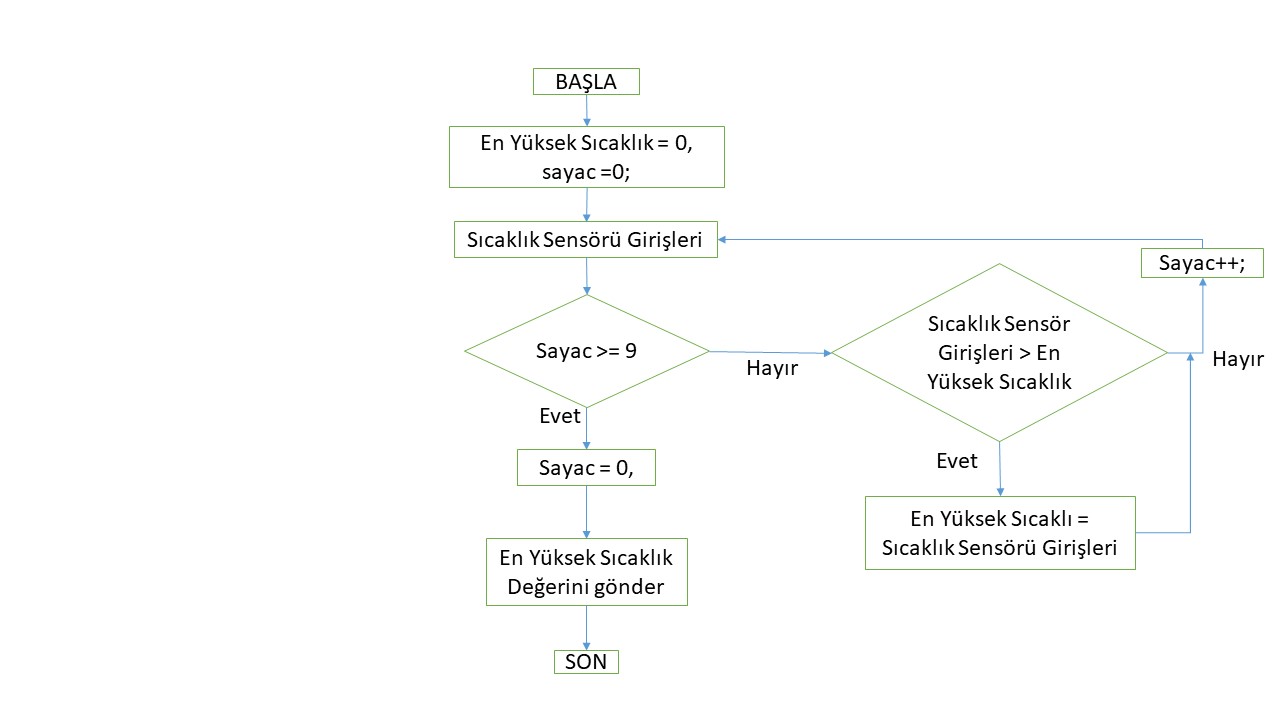 BAŞLA
En Yüksek Sıcaklık = 0,
sayac =0;
Sıcaklık Sensörü Girişleri
Sayac++;
Sayac >= 9
Hayır
Sıcaklık Sensör
Girişleri > En
Yüksek Sıcaklık
Hayır
Evet
Evet
Sayac = 0,
En Yüksek Sıcaklı =
Sıcaklık Sensörü Girişleri
En Yüksek Sıcaklık
Değerini gönder
SON